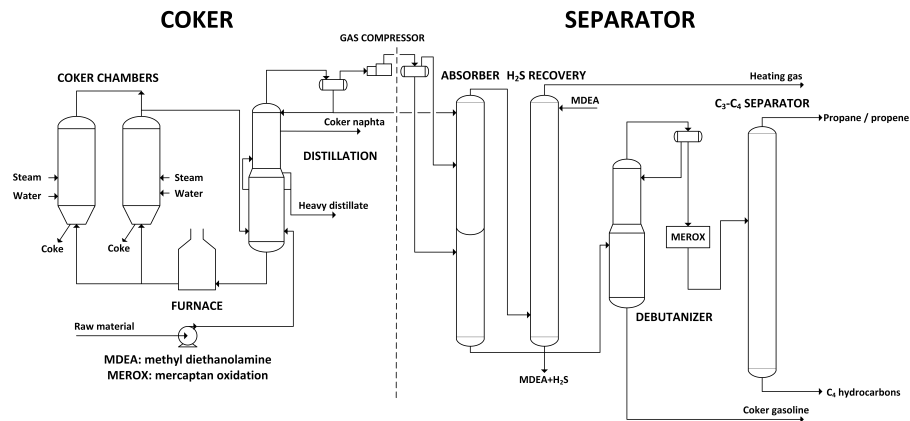 COKER
SEPARATOR
GAS COMPRESSOR
COKER CHAMBERS
ABSORBER H₂S RECOVERY
Heating gas
MDEA
C₃-C₄ SEPARATOR
Propane / propene
Coker naphta
DISTILLATION
Steam
Water
Steam
Water
Heavy distillate
Coke
Coke
MEROX
FURNACE
DEBUTANIZER
Raw material
MDEA: methyl diethanolamine
MEROX: mercaptan oxidation
MDEA+H₂S
C₄ hydrocarbons
Coker gasoline